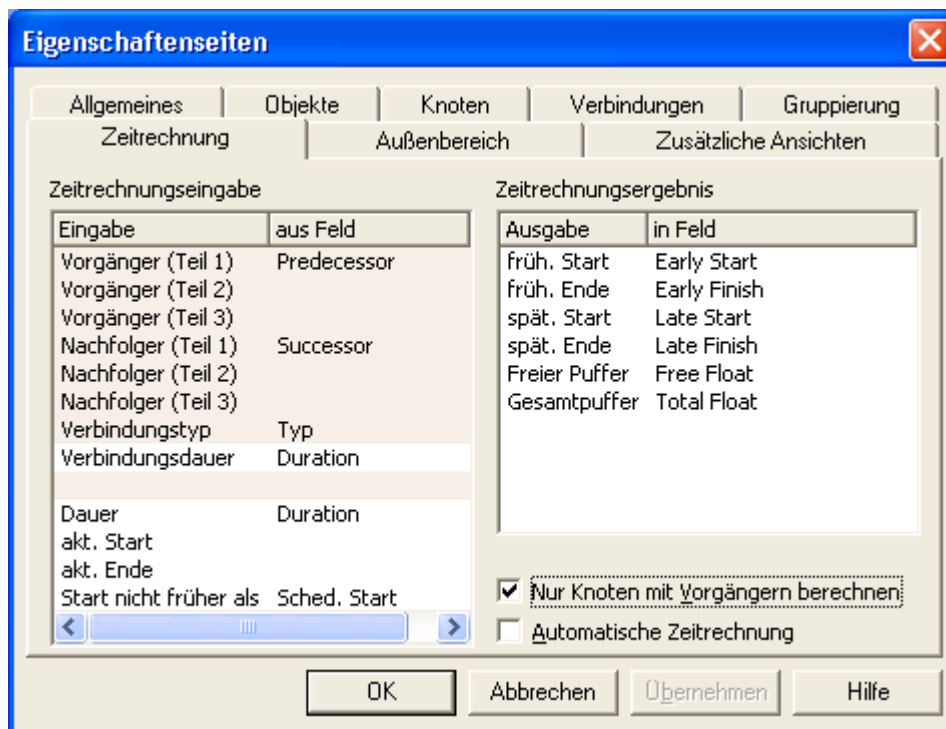 Eigenschaftenseiten
Allgemeines Objekte Knoten Verbindungen Gruppierung
Zeitrechnung Außenbereich Zusätzliche Ansichten
Zeitrechnungseingabe
Eingabe aus Feld
Vorgänger (Teil 1) Predecessor
Vorgänger (Teil 2)
Vorgänger (Teil 3)
Nachfolger (Teil 1) Successor
Nachfolger (Teil 2)
Nachfolger (Teil 3)
Verbindungstyp Typ
Verbindungsdauer Duration
Dauer Duration
akt. Start
akt. Ende
Start nicht früher als Sched. Start
Zeitrechnungsergebnis
Ausgabe in Feld
früh. Start Early Start
früh. Ende Early Finish
spät. Start Late Start
spät. Ende Late Finish
Freier Puffer Free Float
Gesamtpuffer Total Float
Nur Knoten mit Vorgängern berechnen
Automatische Zeitrechnung
OK Abbrechen Übernehmen Hilfe